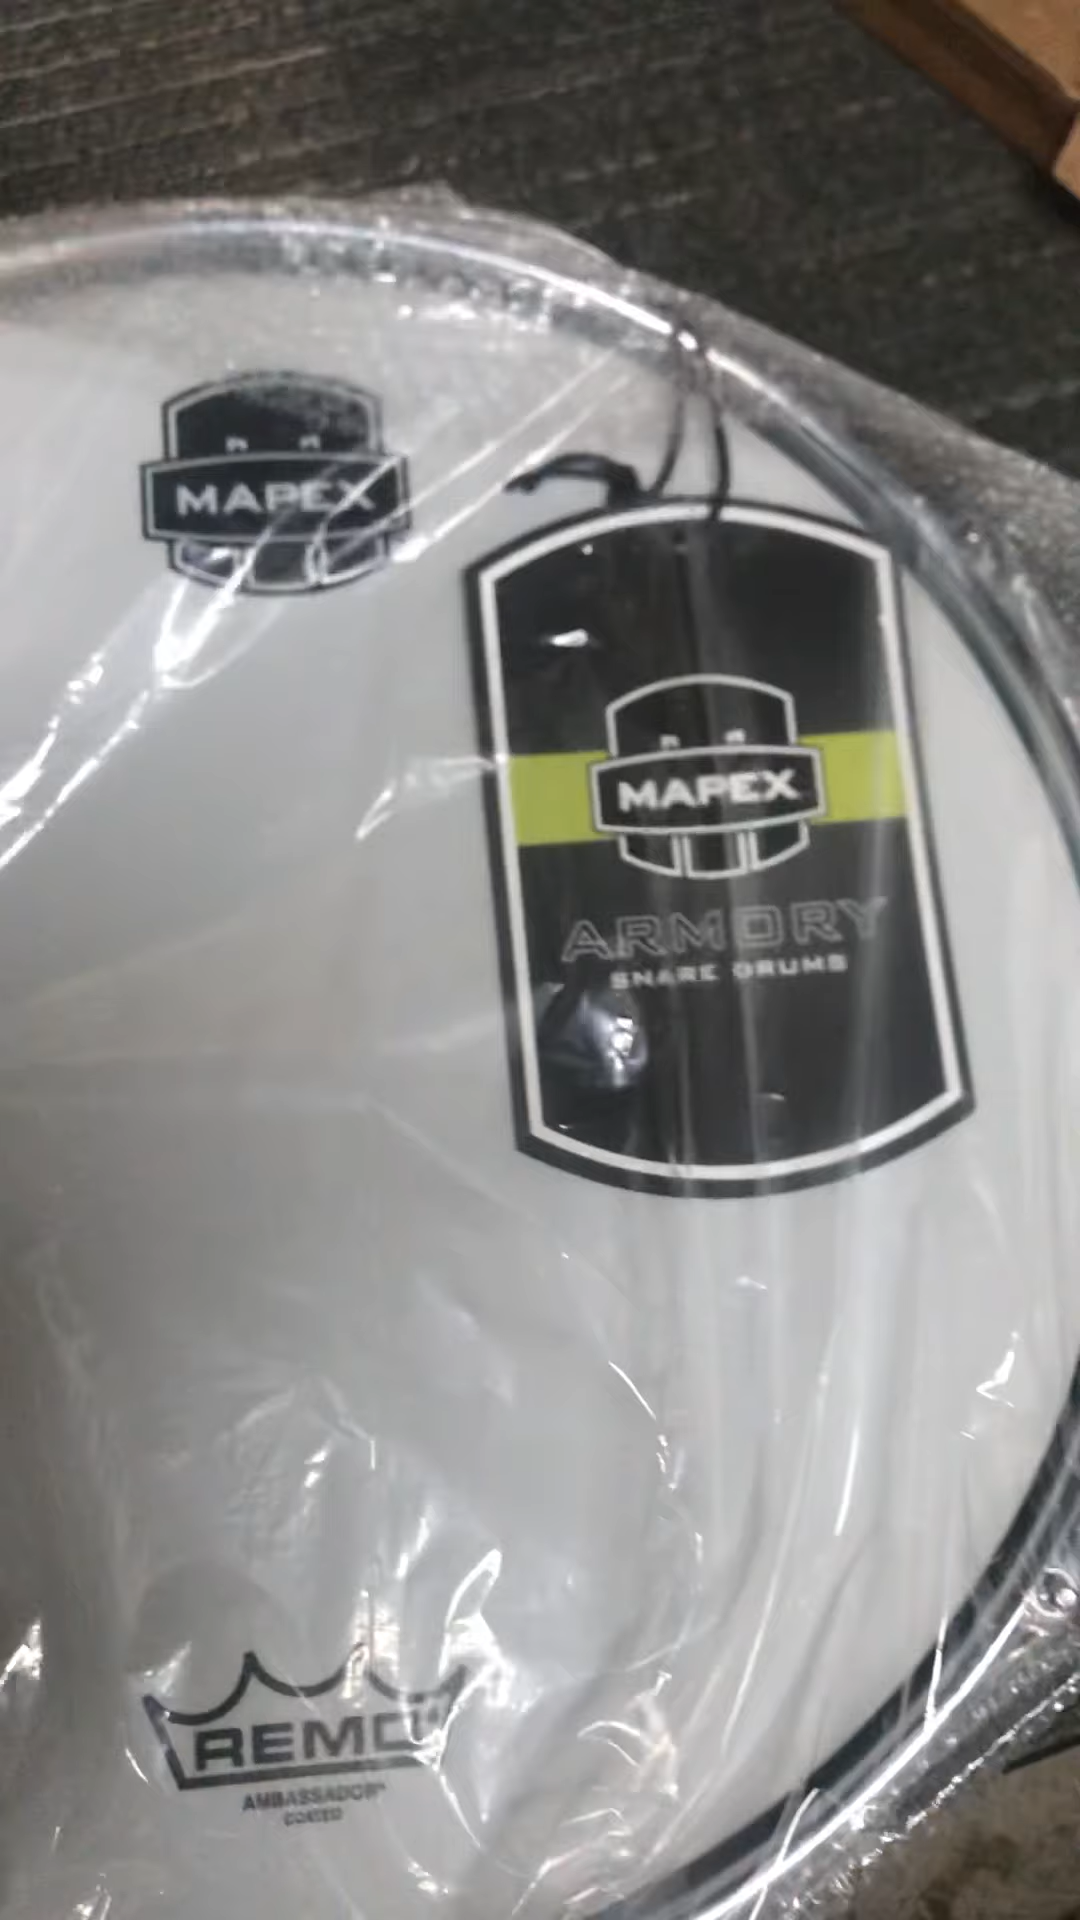 MAPEX
MAPEX
ARMORY
SNARE DRUMS
REMO
AMBASSADOR
COATED